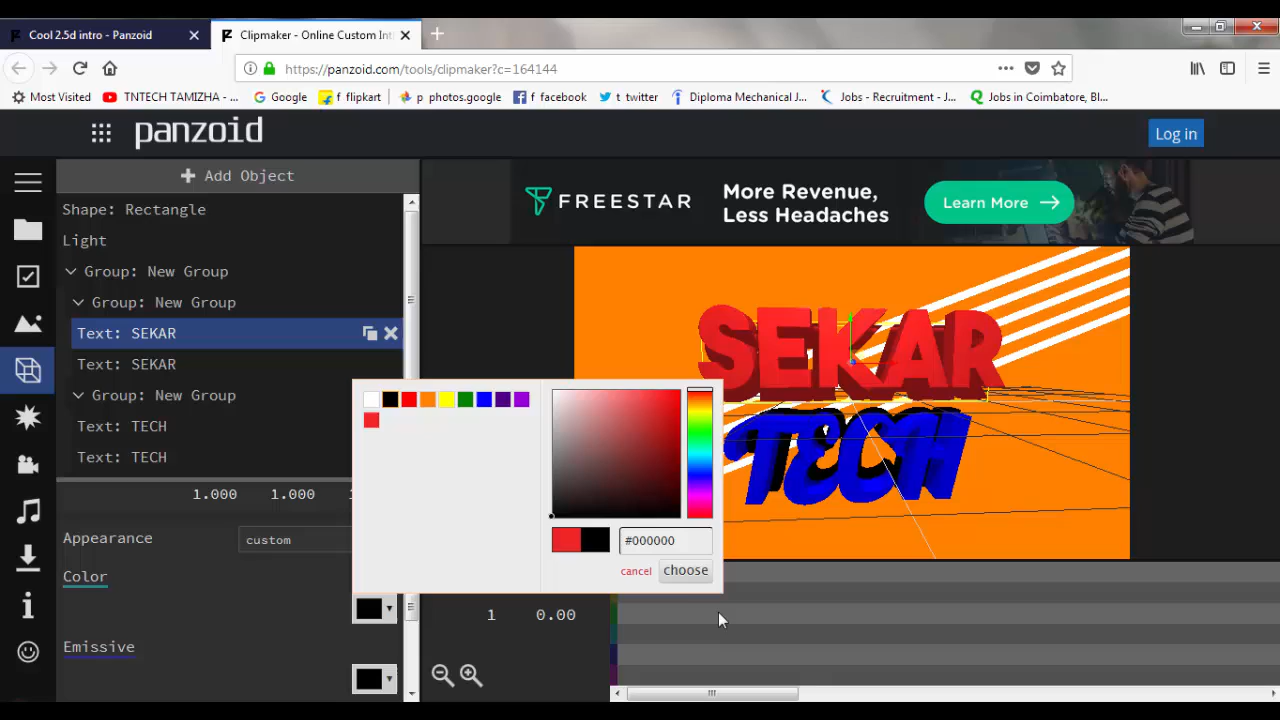 Cool 2.5d intro - Panzoid
Clipmaker - Online Custom Int
https://panzoid.com/tools/clipmaker?c=164144
Most Visited
TNTECH TAMIZHA - ...
Google
f flipkart
p photos.google
f facebook
t twitter
Diploma Mechanical J...
Jobs - Recruitment - J...
Jobs in Coimbatore, Bl...
panzoid
Log in
Add Object
FREESTAR
More Revenue,
Less Headaches
Learn More
Shape: Rectangle
Light
Group: New Group
Group: New Group
Text: SEKAR
Text: SEKAR
Group: New Group
Text: TECH
Text: TECH
SEKAR
TECH
1.000 1.000 1
Appearance
custom
Color
Emissive
#000000
cancel
choose
1 0.00